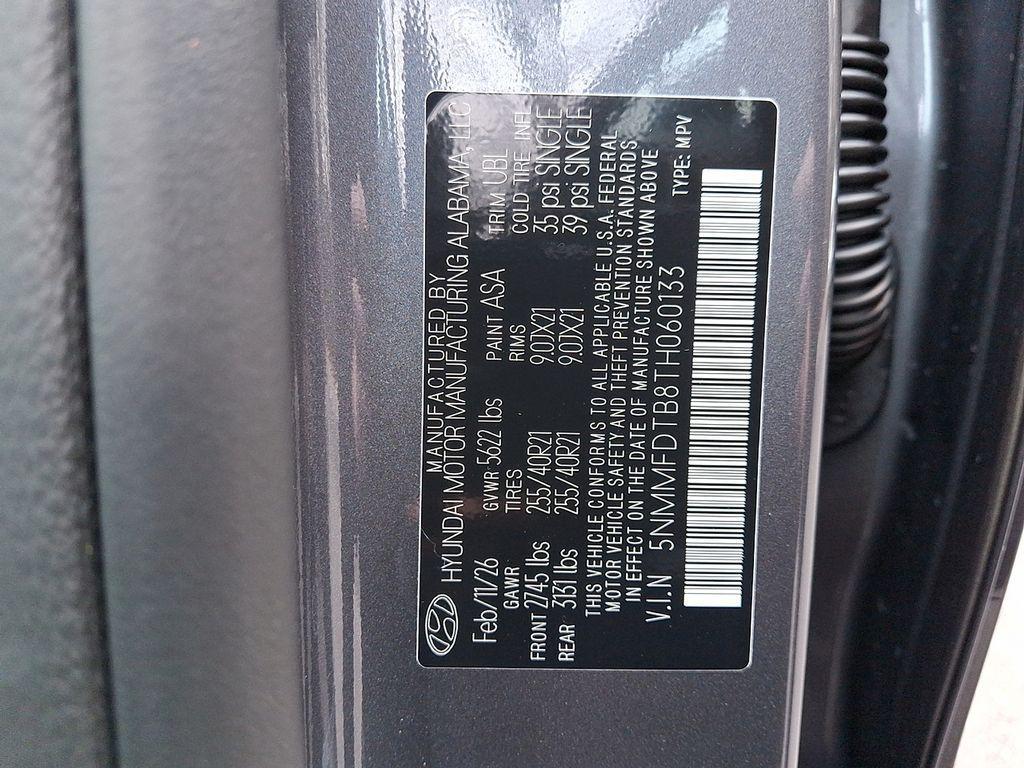 MANUFACTURED BY
HYUNDAI MOTOR MANUFACTURING ALABAMA, LLC
Feb/11/26 GVWR 5622 lbs PAINT ASA TRIM UBL
GAWR TIRES RIMS COLD TIRE INFL
FRONT 2745 lbs 255/40R21 9.0JX21 35 psi SINGLE
REAR 3131 lbs 255/40R21 9.0JX21 39 psi SINGLE
THIS VEHICLE CONFORMS TO ALL APPLICABLE U.S.A. FEDERAL
MOTOR VEHICLE SAFETY AND THEFT PREVENTION STANDARDS
IN EFFECT ON THE DATE OF MANUFACTURE SHOWN ABOVE
V.I.N 5NMMFDTB8TH060133 TYPE: MPV